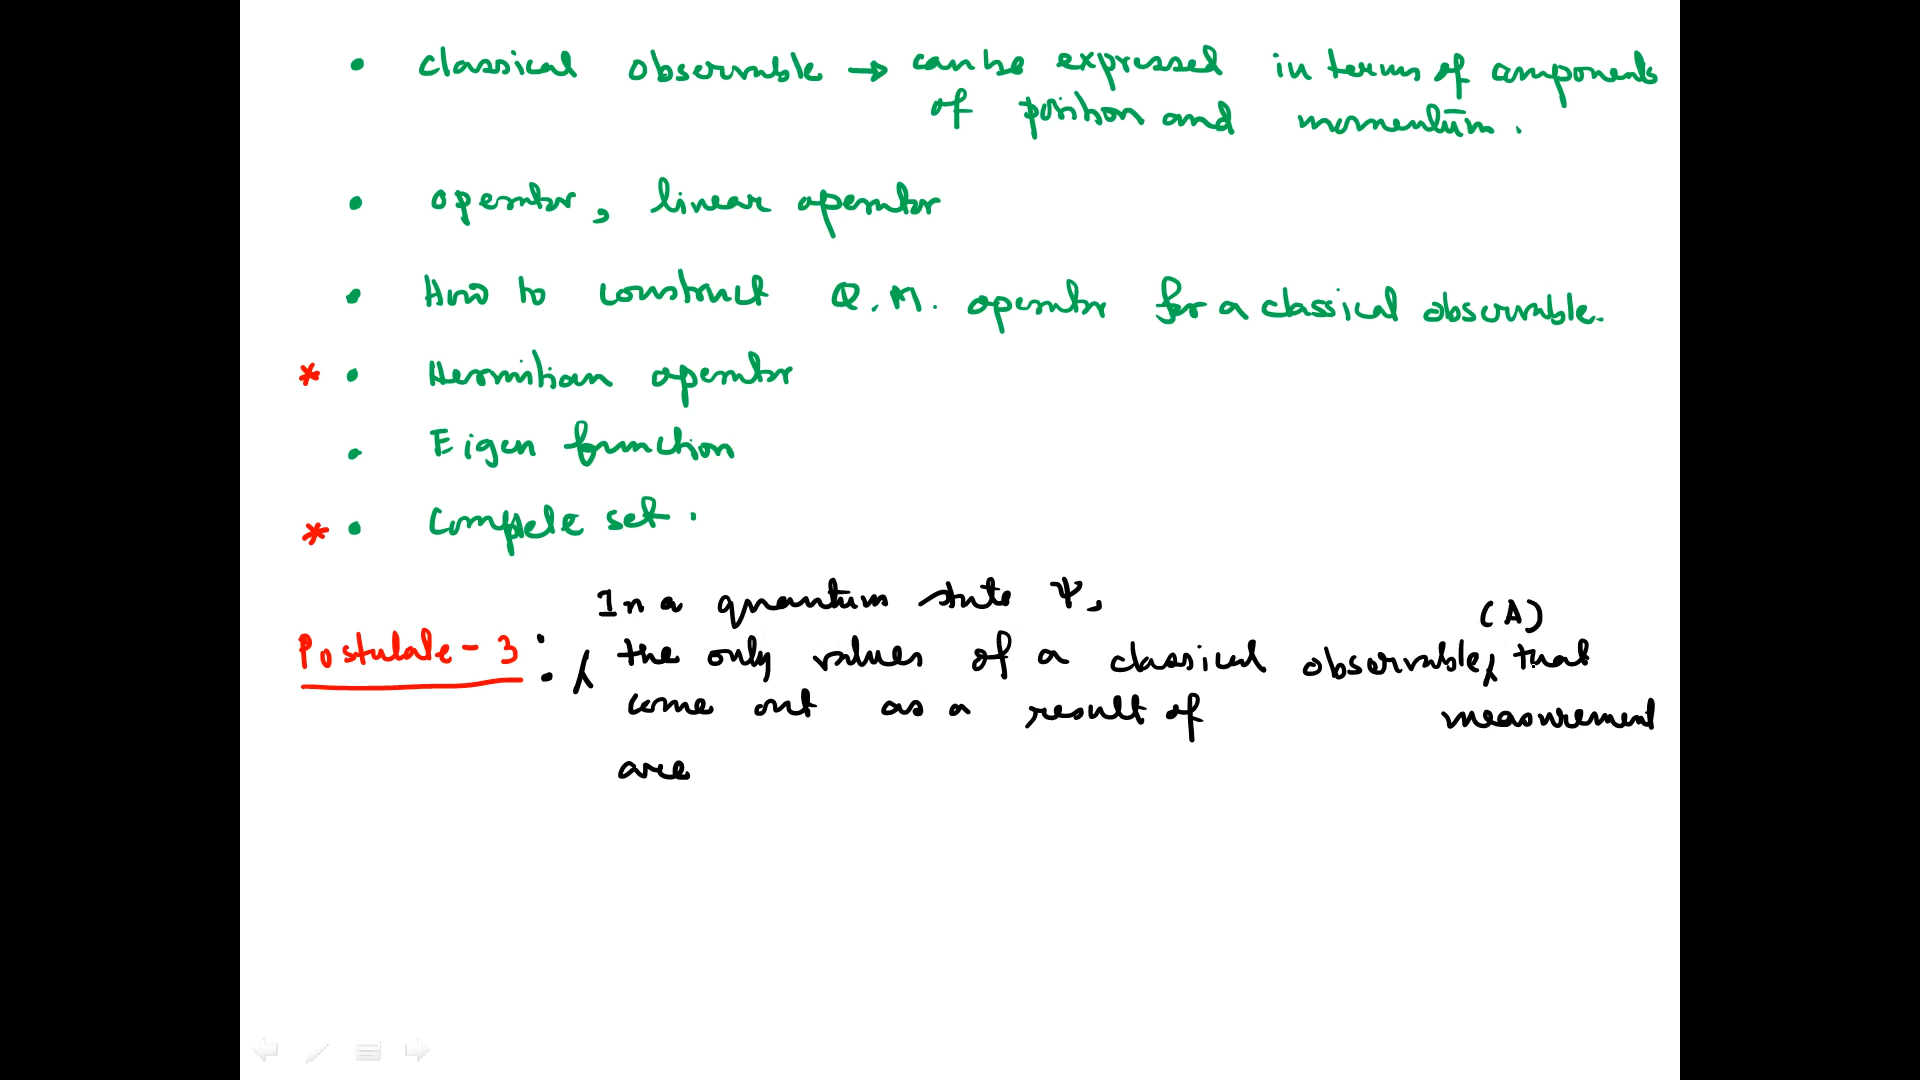 • classical observable → can be expressed in terms of components
of position and momentum.
• operator, linear operator
• How to construct Q.M. operator for a classical observable.
* • Hermitian operator
• Eigen function
* • Complete set.
In a quantum state Ψ,
(A)
Postulate - 3 : the only values of a classical observable, that
come out as a result of measurement
are